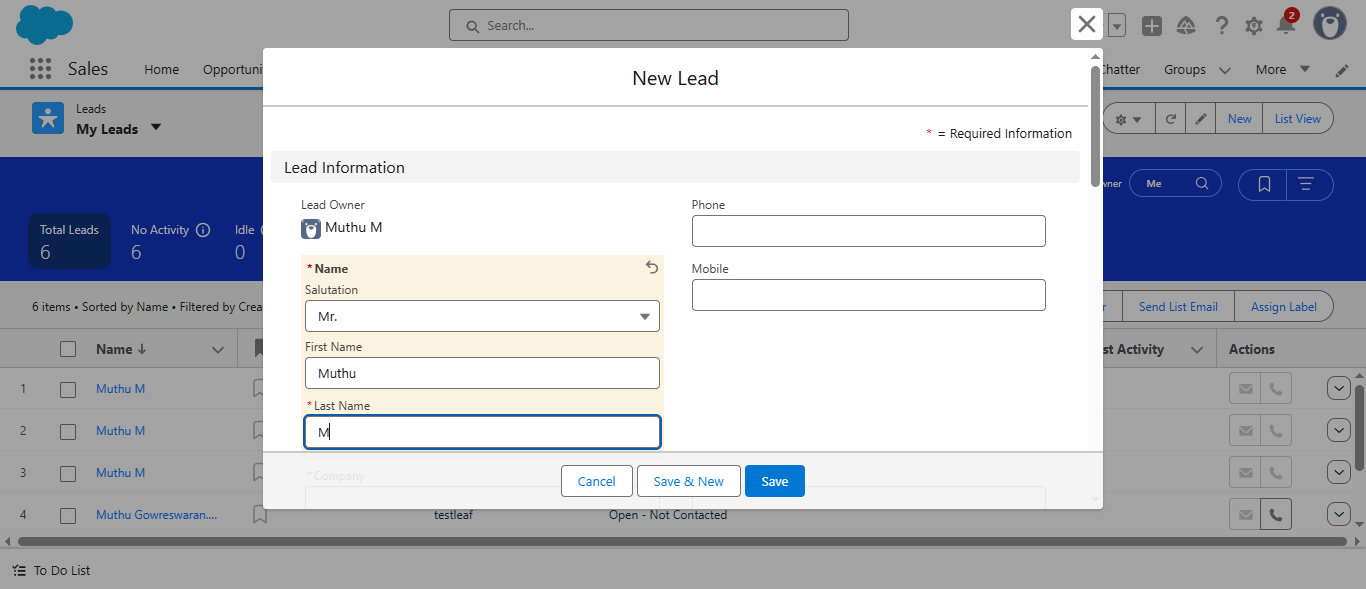 Search...
2
Sales
Home
Opportuni
Chatter
Groups
More
New Lead
Leads
My Leads
New
List View
* = Required Information
Lead Information
wner
Me
Total Leads
6
No Activity
6
Idle
0
Lead Owner
Muthu M
Phone
* Name
Salutation
Mr.
Mobile
First Name
Muthu
* Last Name
M
6 items • Sorted by Name • Filtered by Crea
r
Send List Email
Assign Label
Name
st Activity
Actions
1
Muthu M
2
Muthu M
3
Muthu M
* Company
Cancel
Save & New
Save
4
Muthu Gowreswaran....
testleaf
Open - Not Contacted
To Do List